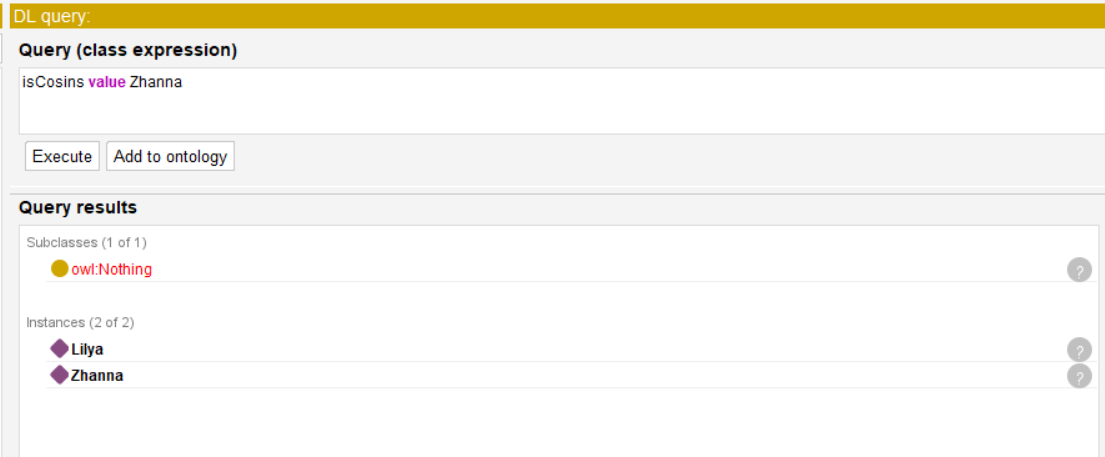 DL query:
Query (class expression)
isCosins value Zhanna
Execute Add to ontology
Query results
Subclasses (1 of 1)
owl:Nothing ?
Instances (2 of 2)
Lilya ?
Zhanna ?